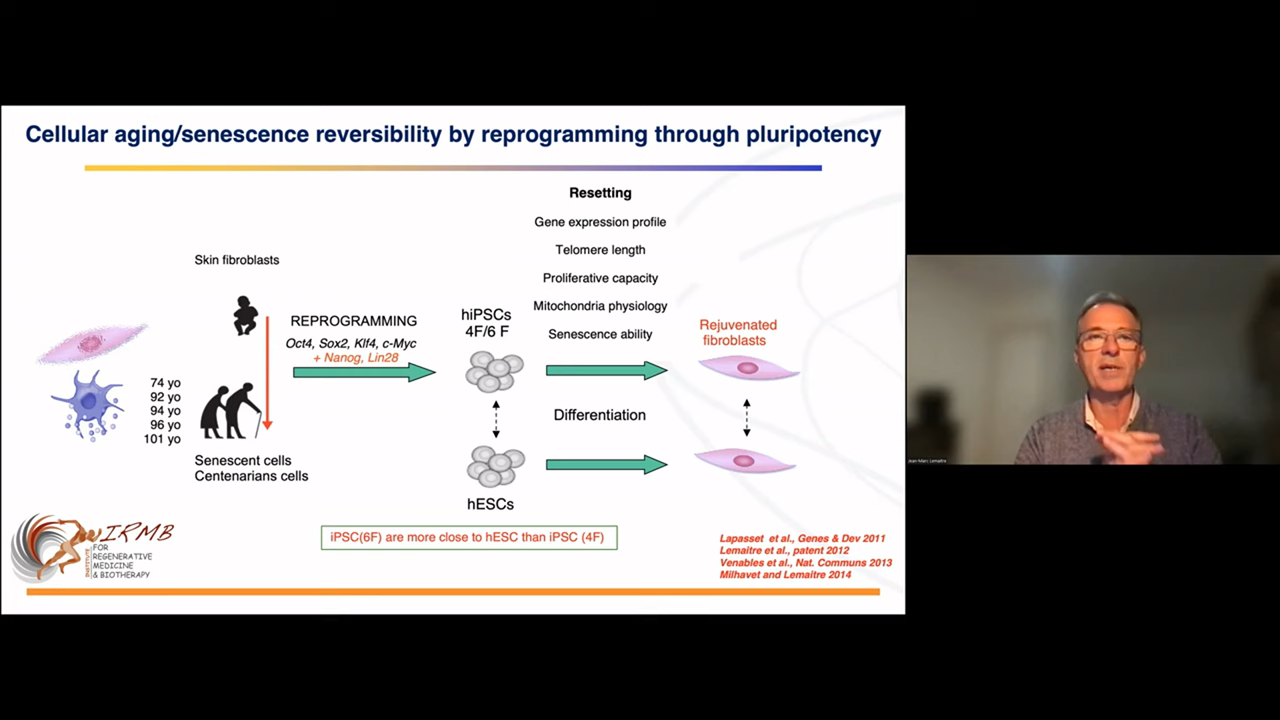 Cellular aging/senescence reversibility by reprogramming through pluripotency
Resetting
Gene expression profile
Telomere length
Proliferative capacity
Mitochondria physiology
Senescence ability
Skin fibroblasts
REPROGRAMMING
Oct4, Sox2, Klf4, c-Myc
+ Nanog, Lin28
hiPSCs
4F/6 F
Rejuvenated
fibroblasts
74 yo
92 yo
94 yo
96 yo
101 yo
Differentiation
Senescent cells
Centenarians cells
hESCs
iPSC(6F) are more close to hESC than iPSC (4F)
IRMB
INSTITUTE
FOR
REGENERATIVE
MEDICINE
& BIOTHERAPY
Lapasset et al., Genes & Dev 2011
Lemaitre et al., patent 2012
Venables et al., Nat. Communs 2013
Milhavet and Lemaitre 2014
Jean-Marc Lemaitre